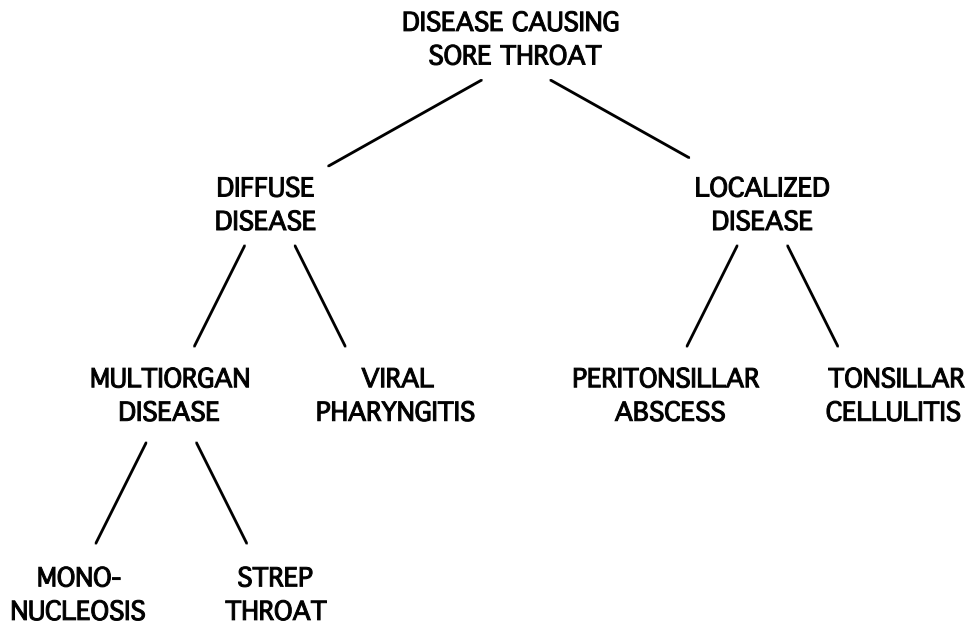 DISEASE CAUSING
SORE THROAT
DIFFUSE
DISEASE
LOCALIZED
DISEASE
MULTIORGAN
DISEASE
VIRAL
PHARYNGITIS
PERITONSILLAR
ABSCESS
TONSILLAR
CELLULITIS
MONO-
NUCLEOSIS
STREP
THROAT